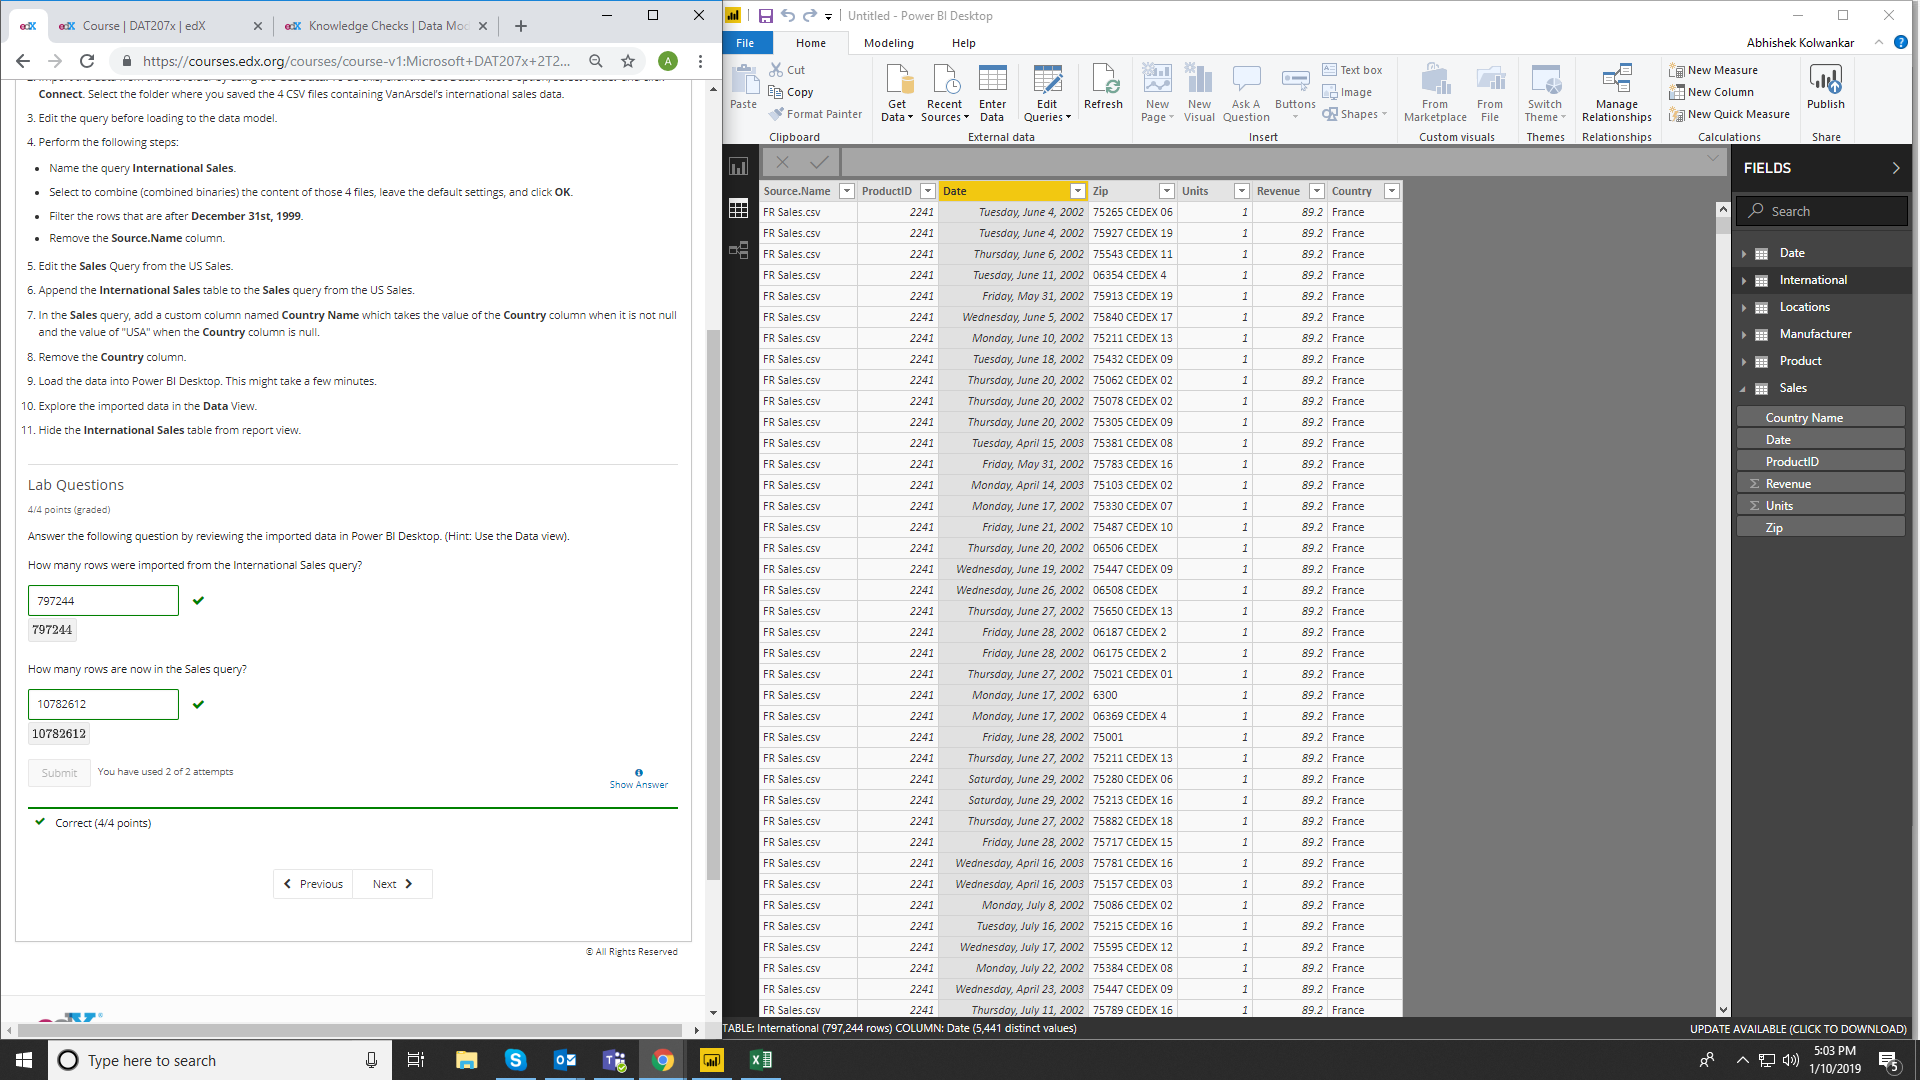 edX
Course | DAT207x | edX
Knowledge Checks | Data Mod
https://courses.edx.org/courses/course-v1:Microsoft+DAT207x+2T2...
A
Connect. Select the folder where you saved the 4 CSV files containing VanArsdel's international sales data.
3. Edit the query before loading to the data model.
4. Perform the following steps:
Name the query International Sales.
Select to combine (combined binaries) the content of those 4 files, leave the default settings, and click OK.
Filter the rows that are after December 31st, 1999.
Remove the Source.Name column.
5. Edit the Sales Query from the US Sales.
6. Append the International Sales table to the Sales query from the US Sales.
7. In the Sales query, add a custom column named Country Name which takes the value of the Country column when it is not null
and the value of "USA" when the Country column is null.
8. Remove the Country column.
9. Load the data into Power BI Desktop. This might take a few minutes.
10. Explore the imported data in the Data View.
11. Hide the International Sales table from report view.
Lab Questions
4/4 points (graded)
Answer the following question by reviewing the imported data in Power BI Desktop. (Hint: Use the Data view).
How many rows were imported from the International Sales query?
797244
797244
How many rows are now in the Sales query?
10782612
10782612
Submit
You have used 2 of 2 attempts
Show Answer
Correct (4/4 points)
Previous
Next
© All Rights Reserved
Untitled - Power BI Desktop
File Home Modeling Help
Abhishek Kolwankar
Paste
Cut
Copy
Format Painter
Clipboard
Get Data
Recent Sources
Enter Data
Edit Queries
Refresh
External data
New Page
New Visual
Ask A Question
Buttons
Text box
Image
Shapes
Insert
From Marketplace
From File
Custom visuals
Switch Theme
Themes
Manage Relationships
Relationships
New Measure
New Column
New Quick Measure
Calculations
Publish
Share
Source.Name ProductID Date Zip Units Revenue Country
FR Sales.csv 2241 Tuesday, June 4, 2002 75265 CEDEX 06 1 89.2 France
FR Sales.csv 2241 Tuesday, June 4, 2002 75927 CEDEX 19 1 89.2 France
FR Sales.csv 2241 Thursday, June 6, 2002 75543 CEDEX 11 1 89.2 France
FR Sales.csv 2241 Tuesday, June 11, 2002 06354 CEDEX 4 1 89.2 France
FR Sales.csv 2241 Friday, May 31, 2002 75913 CEDEX 19 1 89.2 France
FR Sales.csv 2241 Wednesday, June 5, 2002 75840 CEDEX 17 1 89.2 France
FR Sales.csv 2241 Monday, June 10, 2002 75211 CEDEX 13 1 89.2 France
FR Sales.csv 2241 Tuesday, June 18, 2002 75432 CEDEX 09 1 89.2 France
FR Sales.csv 2241 Thursday, June 20, 2002 75062 CEDEX 02 1 89.2 France
FR Sales.csv 2241 Thursday, June 20, 2002 75078 CEDEX 02 1 89.2 France
FR Sales.csv 2241 Thursday, June 20, 2002 75305 CEDEX 09 1 89.2 France
FR Sales.csv 2241 Tuesday, April 15, 2003 75381 CEDEX 08 1 89.2 France
FR Sales.csv 2241 Friday, May 31, 2002 75783 CEDEX 16 1 89.2 France
FR Sales.csv 2241 Monday, April 14, 2003 75103 CEDEX 02 1 89.2 France
FR Sales.csv 2241 Monday, June 17, 2002 75330 CEDEX 07 1 89.2 France
FR Sales.csv 2241 Friday, June 21, 2002 75487 CEDEX 10 1 89.2 France
FR Sales.csv 2241 Thursday, June 20, 2002 06506 CEDEX 1 89.2 France
FR Sales.csv 2241 Wednesday, June 19, 2002 75447 CEDEX 09 1 89.2 France
FR Sales.csv 2241 Wednesday, June 26, 2002 06508 CEDEX 1 89.2 France
FR Sales.csv 2241 Thursday, June 27, 2002 75650 CEDEX 13 1 89.2 France
FR Sales.csv 2241 Friday, June 28, 2002 06187 CEDEX 2 1 89.2 France
FR Sales.csv 2241 Friday, June 28, 2002 06175 CEDEX 2 1 89.2 France
FR Sales.csv 2241 Thursday, June 27, 2002 75021 CEDEX 01 1 89.2 France
FR Sales.csv 2241 Monday, June 17, 2002 6300 1 89.2 France
FR Sales.csv 2241 Monday, June 17, 2002 06369 CEDEX 4 1 89.2 France
FR Sales.csv 2241 Friday, June 28, 2002 75001 1 89.2 France
FR Sales.csv 2241 Thursday, June 27, 2002 75211 CEDEX 13 1 89.2 France
FR Sales.csv 2241 Saturday, June 29, 2002 75280 CEDEX 06 1 89.2 France
FR Sales.csv 2241 Saturday, June 29, 2002 75213 CEDEX 16 1 89.2 France
FR Sales.csv 2241 Thursday, June 27, 2002 75882 CEDEX 18 1 89.2 France
FR Sales.csv 2241 Friday, June 28, 2002 75717 CEDEX 15 1 89.2 France
FR Sales.csv 2241 Wednesday, April 16, 2003 75781 CEDEX 16 1 89.2 France
FR Sales.csv 2241 Wednesday, April 16, 2003 75157 CEDEX 03 1 89.2 France
FR Sales.csv 2241 Monday, July 8, 2002 75086 CEDEX 02 1 89.2 France
FR Sales.csv 2241 Tuesday, July 16, 2002 75215 CEDEX 16 1 89.2 France
FR Sales.csv 2241 Wednesday, July 17, 2002 75595 CEDEX 12 1 89.2 France
FR Sales.csv 2241 Monday, July 22, 2002 75384 CEDEX 08 1 89.2 France
FR Sales.csv 2241 Wednesday, April 23, 2003 75447 CEDEX 09 1 89.2 France
FR Sales.csv 2241 Thursday, July 11, 2002 75789 CEDEX 16 1 89.2 France
FIELDS
Search
Date
International
Locations
Manufacturer
Product
Sales
Country Name
Date
ProductID
Σ Revenue
Σ Units
Zip
TABLE: International (797,244 rows) COLUMN: Date (5,441 distinct values)
UPDATE AVAILABLE (CLICK TO DOWNLOAD)
Type here to search
5:03 PM
1/10/2019
5